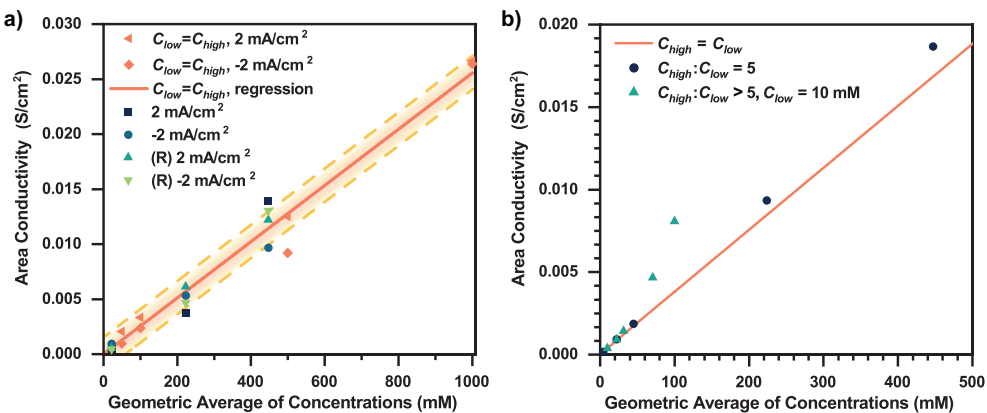 a)
Area Conductivity (S/cm²)
0.030
0.025
0.020
0.015
0.010
0.005
0.000
C_low=C_high, 2 mA/cm²
C_low=C_high, -2 mA/cm²
C_low=C_high, regression
2 mA/cm²
-2 mA/cm²
(R) 2 mA/cm²
(R) -2 mA/cm²
0 200 400 600 800 1000
Geometric Average of Concentrations (mM)
b)
Area Conductivity (S/cm²)
0.020
0.015
0.010
0.005
0.000
C_high = C_low
C_high:C_low = 5
C_high:C_low > 5, C_low = 10 mM
0 100 200 300 400 500
Geometric Average of Concentrations (mM)